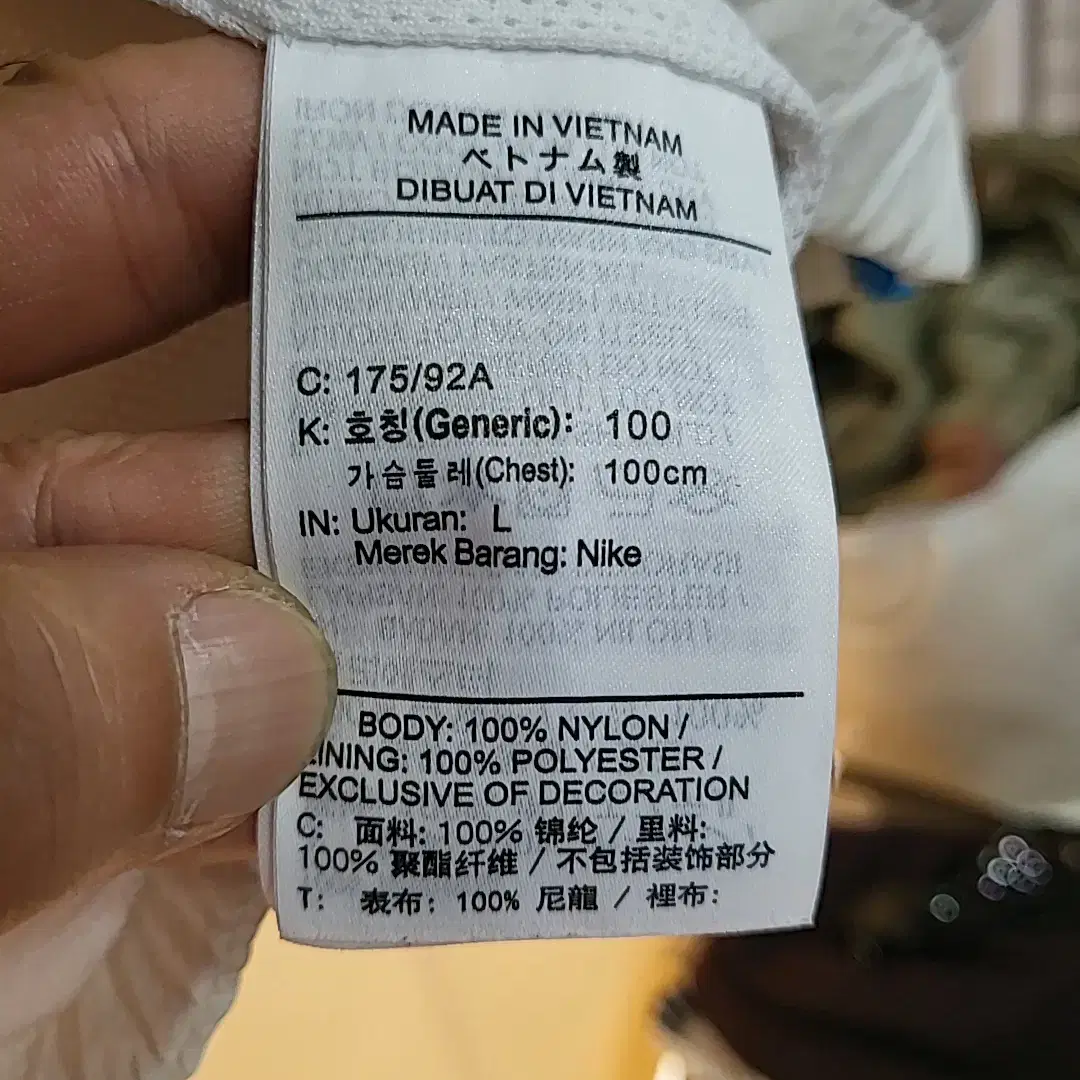 MADE IN VIETNAM
ベトナム製
DIBUAT DI VIETNAM
C: 175/92A
K: 호칭(Generic): 100
가슴둘레(Chest): 100cm
IN: Ukuran: L
Merek Barang: Nike
BODY: 100% NYLON /
LINING: 100% POLYESTER /
EXCLUSIVE OF DECORATION
C: 面料: 100% 锦纶 / 里料:
100% 聚酯纤维 / 不包括装饰部分
T: 表布: 100% 尼龍 / 裡布: